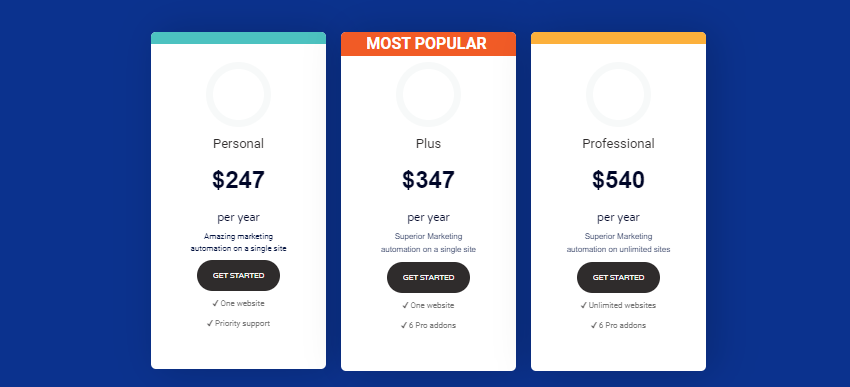 MOST POPULAR
Personal
$247
per year
Amazing marketing
automation on a single site
GET STARTED
✓ One website
✓ Priority support
Plus
$347
per year
Superior Marketing
automation on a single site
GET STARTED
✓ One website
✓ 6 Pro addons
Professional
$540
per year
Superior Marketing
automation on unlimited sites
GET STARTED
✓ Unlimited websites
✓ 6 Pro addons